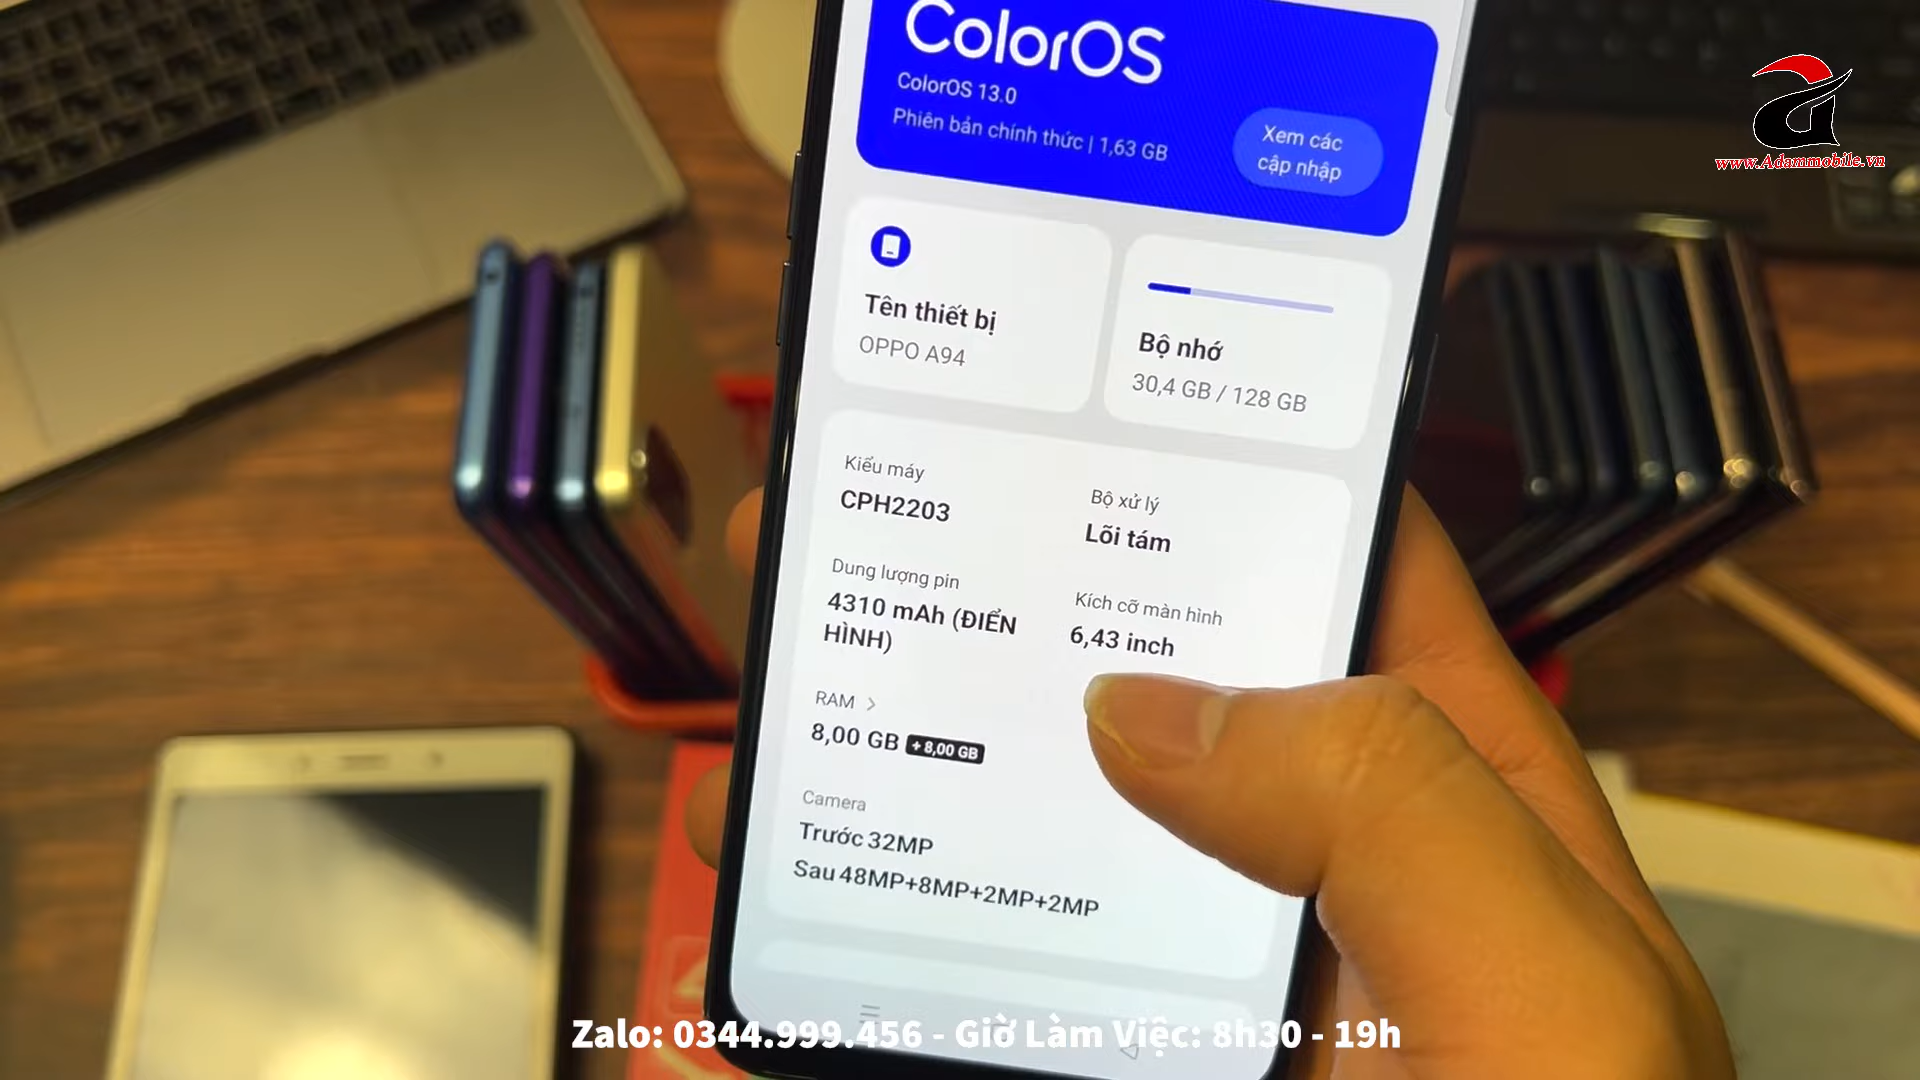 ColorOS
ColorOS 13.0
Phiên bản chính thức | 1,63 GB
Xem các
cập nhập
www.Adammobile.vn
Tên thiết bị
OPPO A94
Bộ nhớ
30,4 GB / 128 GB
Kiểu máy
CPH2203
Bộ xử lý
Lõi tám
Dung lượng pin
4310 mAh (ĐIỂN
HÌNH)
Kích cỡ màn hình
6,43 inch
RAM >
8,00 GB + 8,00 GB
Camera
Trước 32MP
Sau 48MP+8MP+2MP+2MP
Zalo: 0344.999.456 - Giờ Làm Việc: 8h30 - 19h